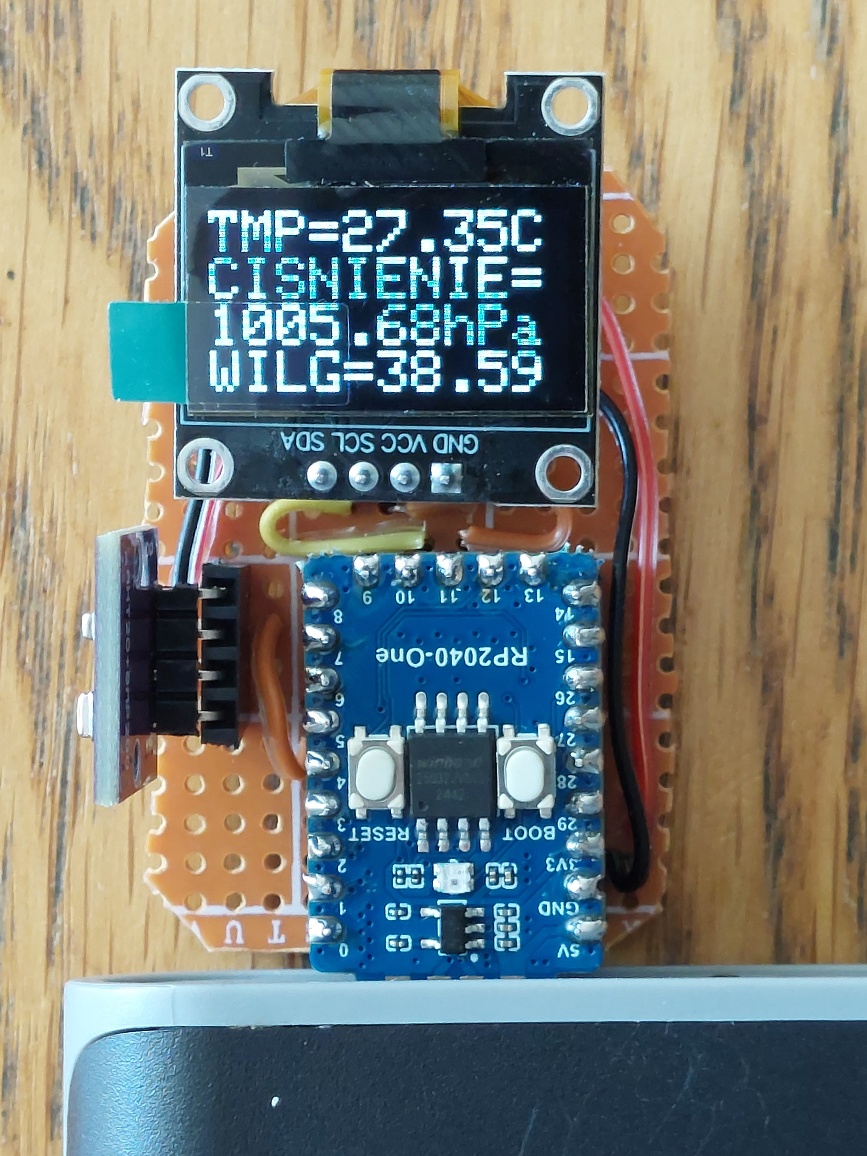 T1
TMP=27.35C
CISNIENIE=
1005.68hPa
WILG=38.59
GND VCC SCL SDA
9 10 11 12 13
8 14
7 15
RP2040-One
6 26
5 27
4 28
3 29
RESET BOOT
2 3V3
1 GND
0 5V
U T